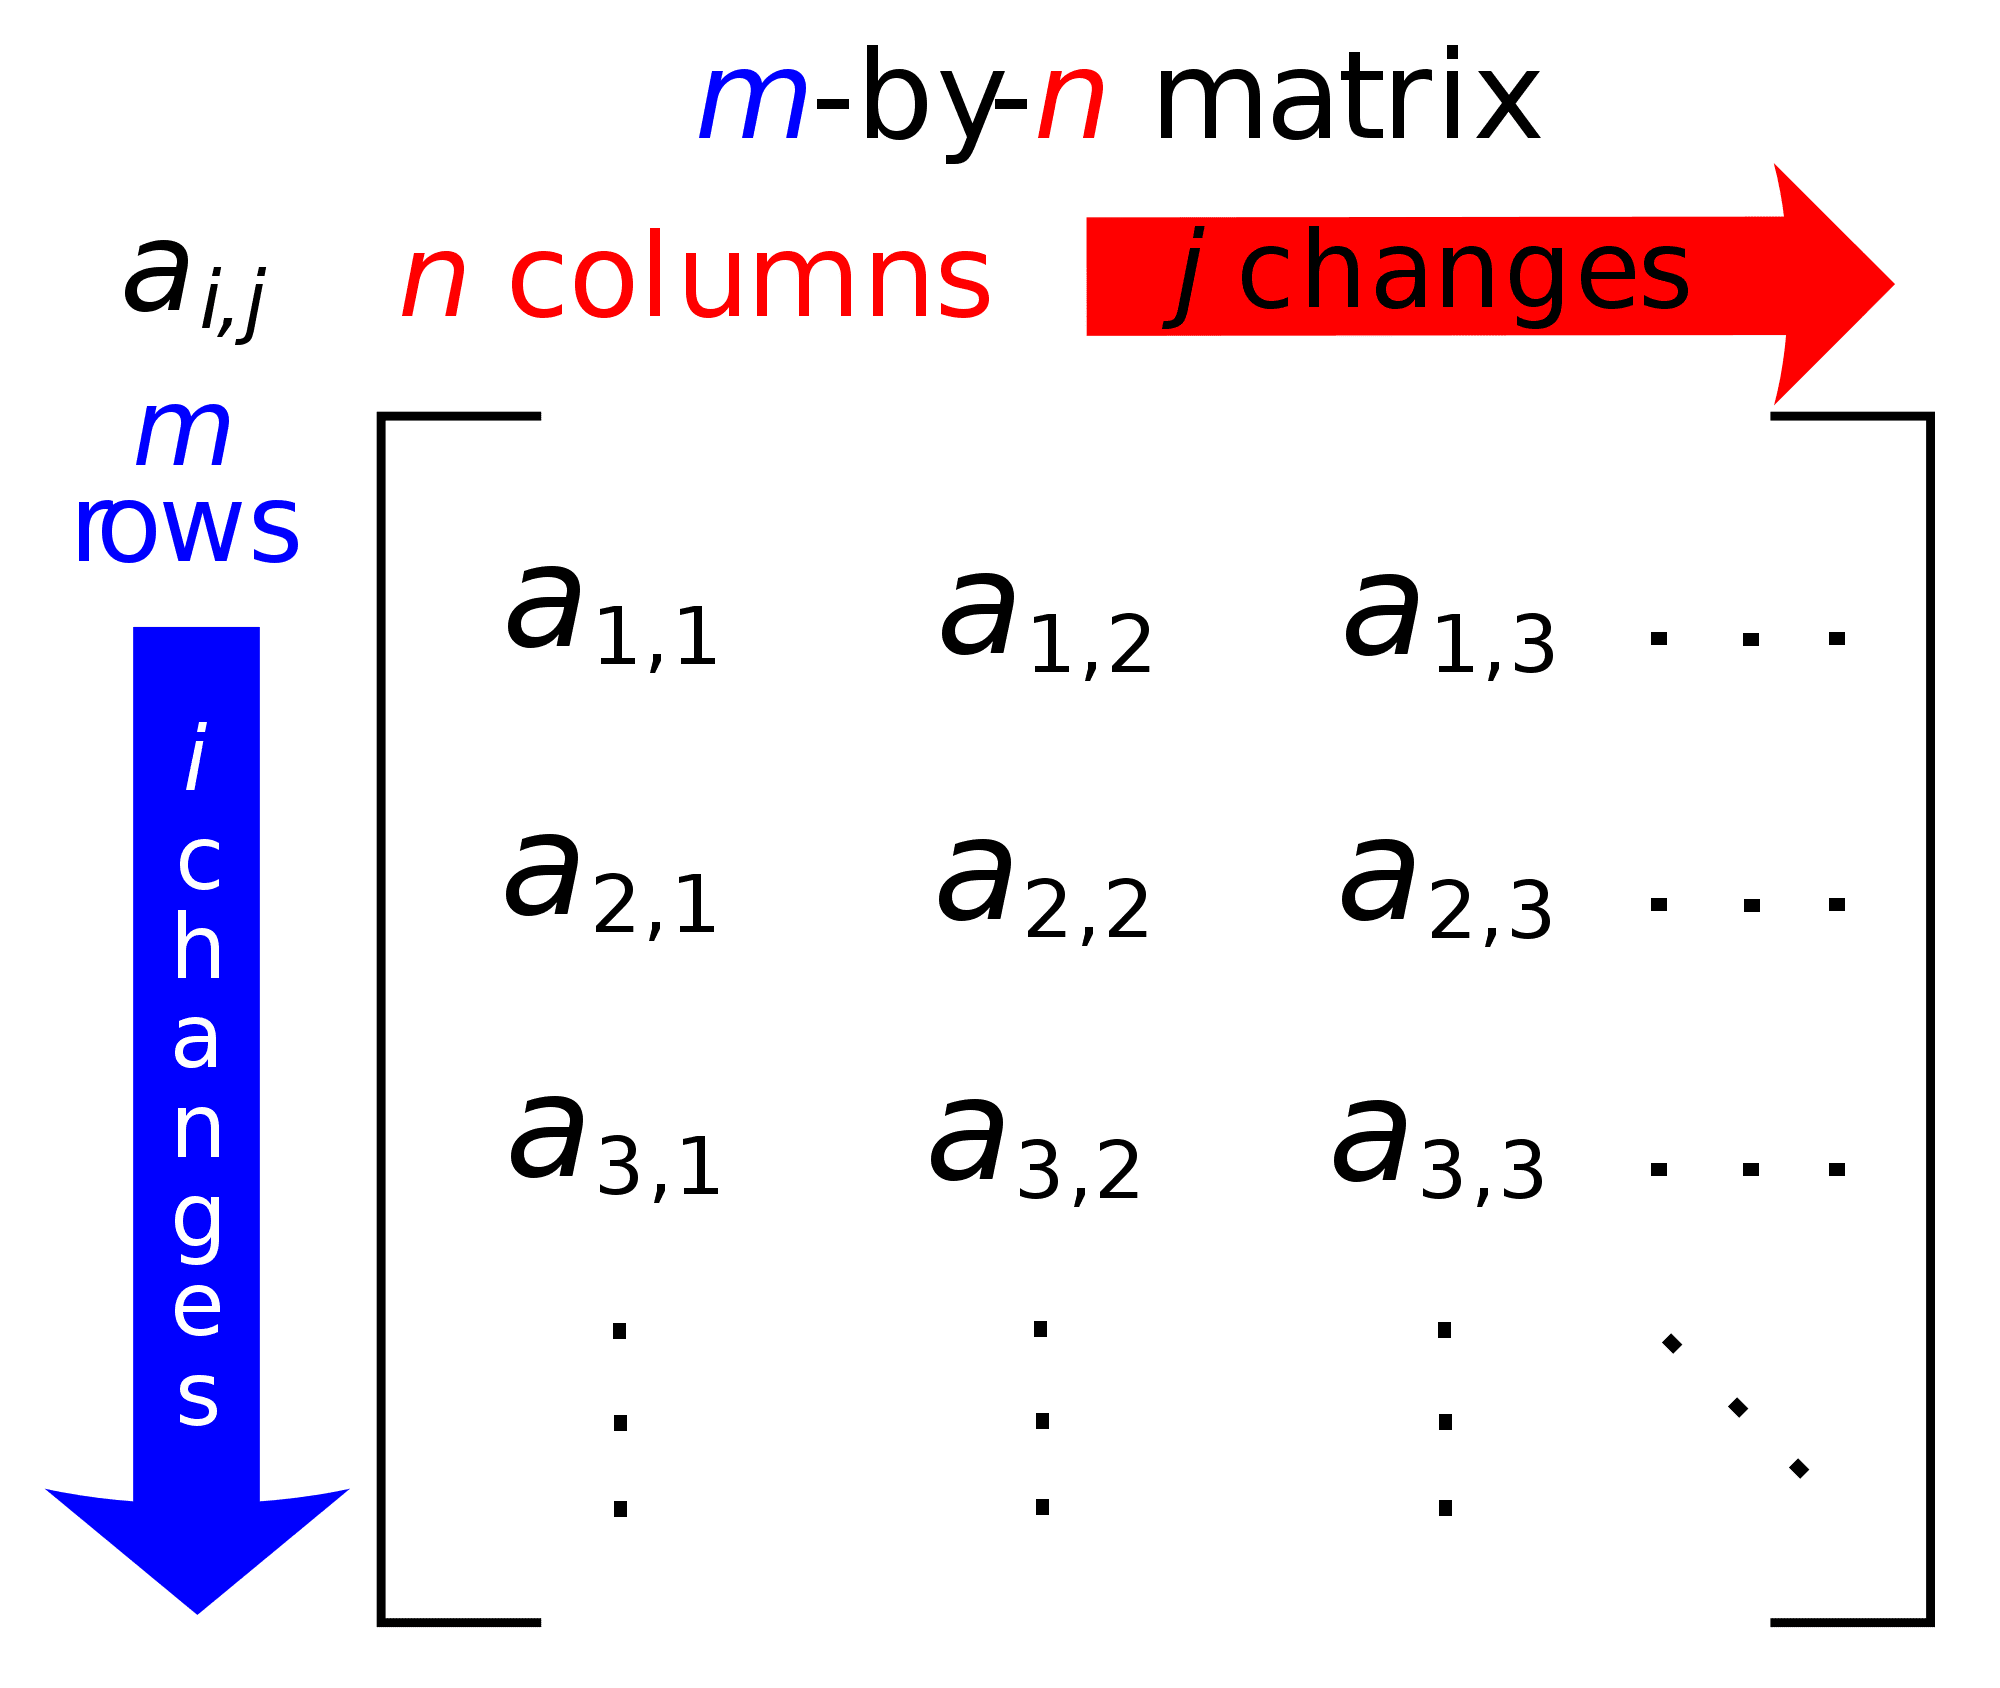 m-by-n matrix
a i,j n columns j changes
m
rows
i changes
a1,1 a1,2 a1,3 . . .
a2,1 a2,2 a2,3 . . .
a3,1 a3,2 a3,3 . . .
. . . .
. . . .
. . . .